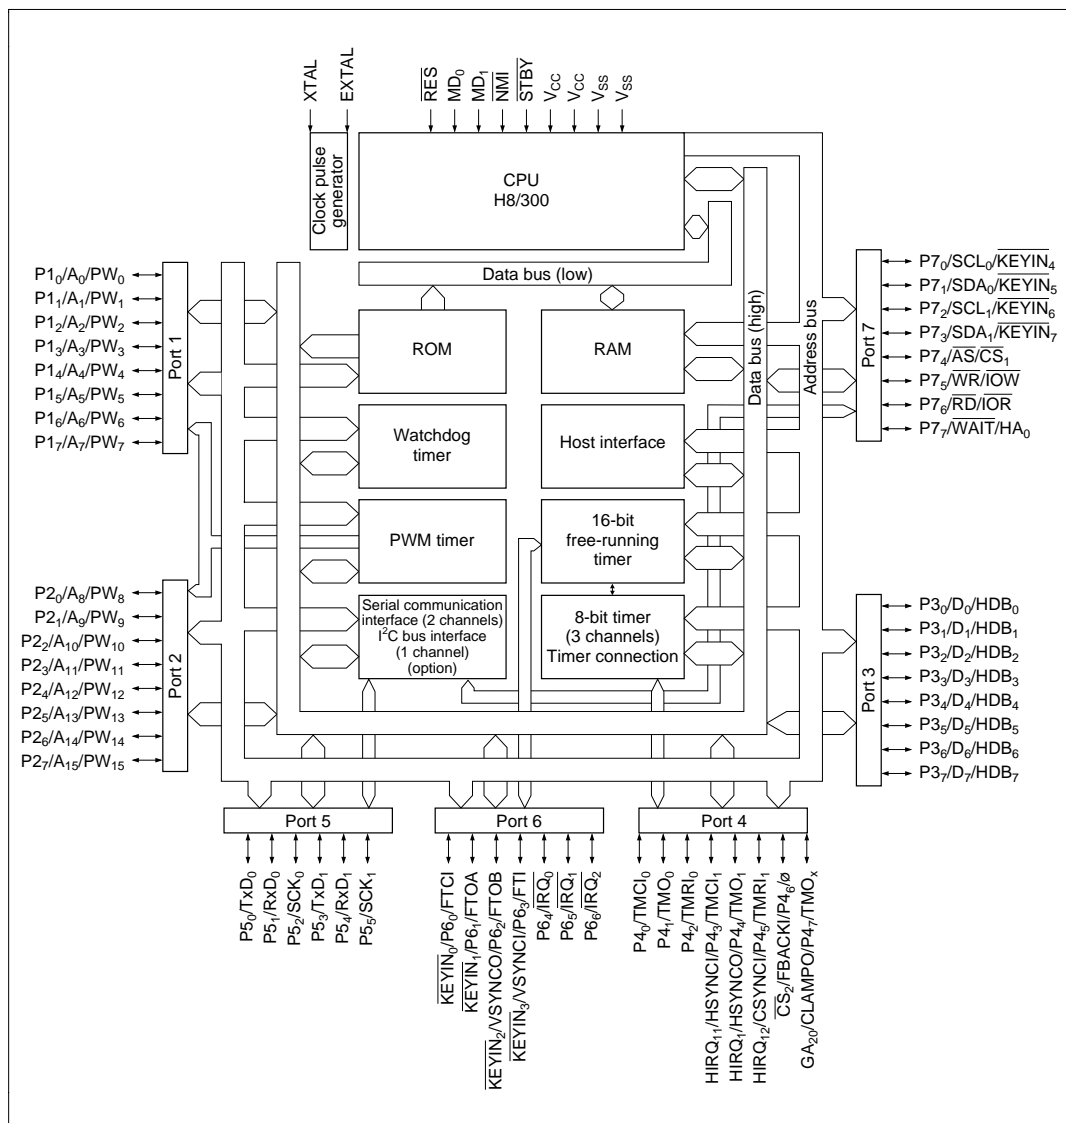 XTAL
EXTAL
RES
MD0
MD1
NMI
STBY
VCC
VCC
VSS
VSS
Clock pulse
generator
CPU
H8/300
Data bus (low)
Data bus (high)
Address bus
P10/A0/PW0
P11/A1/PW1
P12/A2/PW2
P13/A3/PW3
P14/A4/PW4
P15/A5/PW5
P16/A6/PW6
P17/A7/PW7
Port 1
ROM
RAM
Port 7
P70/SCL0/KEYIN4
P71/SDA0/KEYIN5
P72/SCL1/KEYIN6
P73/SDA1/KEYIN7
P74/AS/CS1
P75/WR/IOW
P76/RD/IOR
P77/WAIT/HA0
Watchdog
timer
Host interface
PWM timer
16-bit
free-running
timer
P20/A8/PW8
P21/A9/PW9
P22/A10/PW10
P23/A11/PW11
P24/A12/PW12
P25/A13/PW13
P26/A14/PW14
P27/A15/PW15
Port 2
Serial communication
interface (2 channels)
I2C bus interface
(1 channel)
(option)
8-bit timer
(3 channels)
Timer connection
Port 3
P30/D0/HDB0
P31/D1/HDB1
P32/D2/HDB2
P33/D3/HDB3
P34/D4/HDB4
P35/D5/HDB5
P36/D6/HDB6
P37/D7/HDB7
Port 5
Port 6
Port 4
P50/TxD0
P51/RxD0
P52/SCK0
P53/TxD1
P54/RxD1
P55/SCK1
KEYIN0/P60/FTCI
KEYIN1/P61/FTOA
KEYIN2/VSYNCO/P62/FTOB
KEYIN3/VSYNCI/P63/FTI
P64/IRQ0
P65/IRQ1
P66/IRQ2
P40/TMCI0
P41/TMO0
P42/TMRI0
HIRQ11/HSYNCI/P43/TMCI1
HIRQ1/HSYNCO/P44/TMO1
HIRQ12/CSYNCI/P45/TMRI1
CS2/FBACKI/P46/ø
GA20/CLAMPO/P47/TMOx